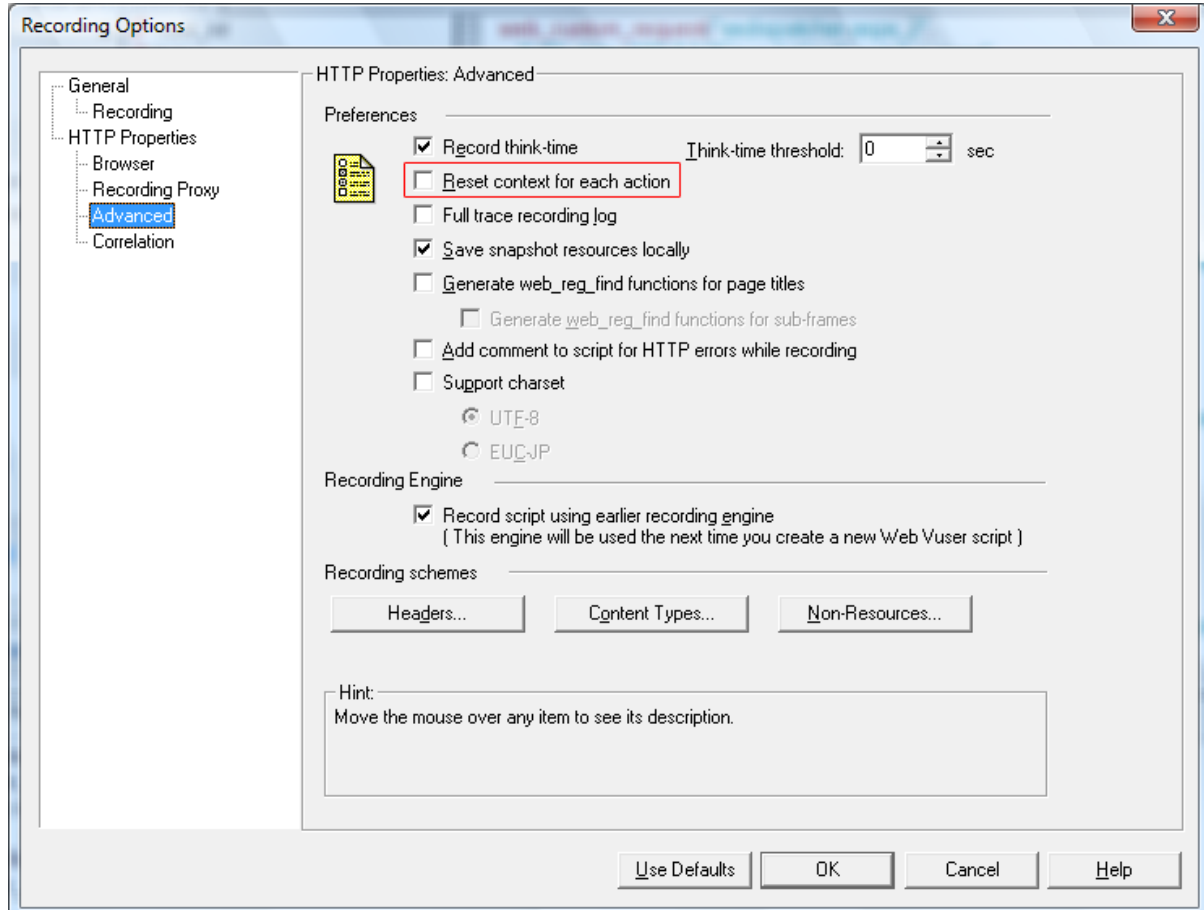 Recording Options
General
Recording
HTTP Properties
Browser
Recording Proxy
Advanced
Correlation
HTTP Properties: Advanced
Preferences
Record think-time
Think-time threshold: 0 sec
Reset context for each action
Full trace recording log
Save snapshot resources locally
Generate web_reg_find functions for page titles
Generate web_reg_find functions for sub-frames
Add comment to script for HTTP errors while recording
Support charset
UTF-8
EUC-JP
Recording Engine
Record script using earlier recording engine
( This engine will be used the next time you create a new Web Vuser script )
Recording schemes
Headers... Content Types... Non-Resources...
Hint:
Move the mouse over any item to see its description.
Use Defaults OK Cancel Help